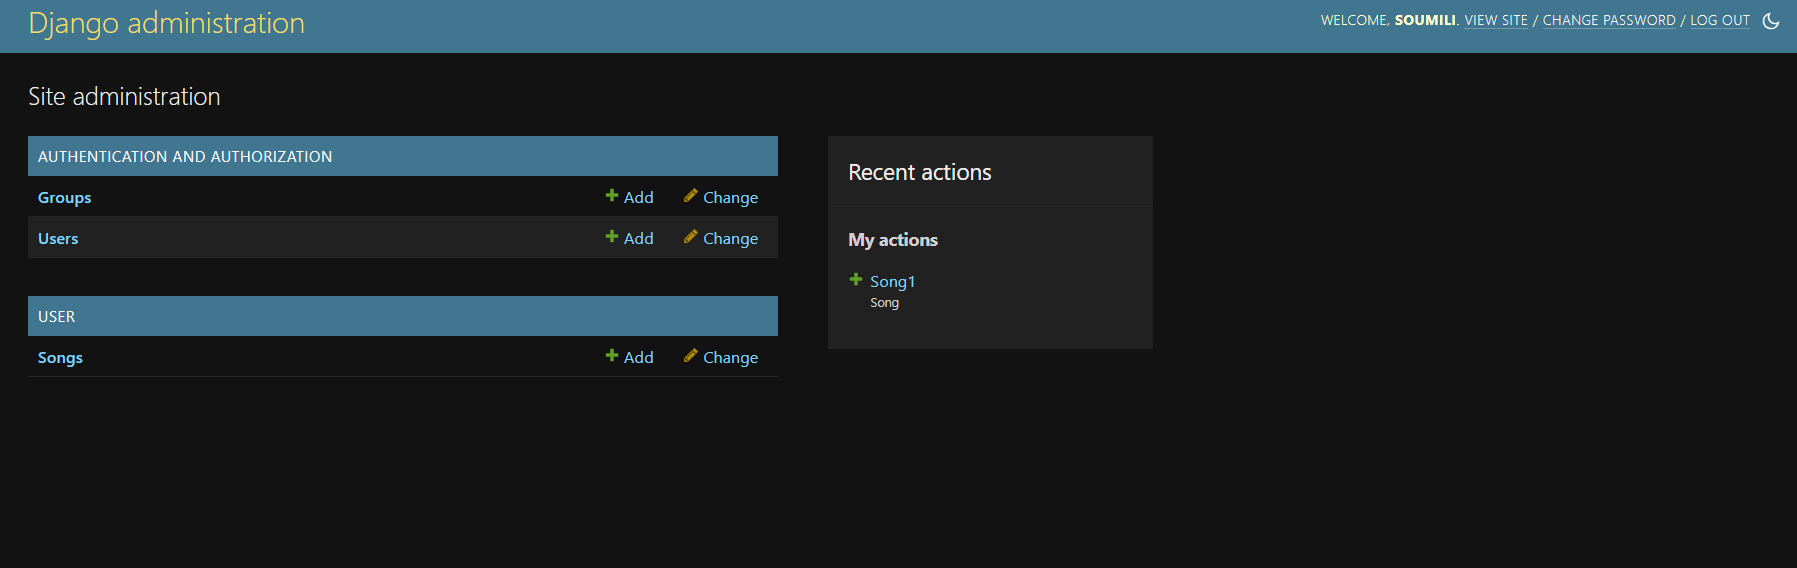 Django administration
WELCOME, SOUMILI. VIEW SITE / CHANGE PASSWORD / LOG OUT
Site administration
AUTHENTICATION AND AUTHORIZATION
Groups Add Change
Users Add Change
USER
Songs Add Change
Recent actions
My actions
Song1
Song